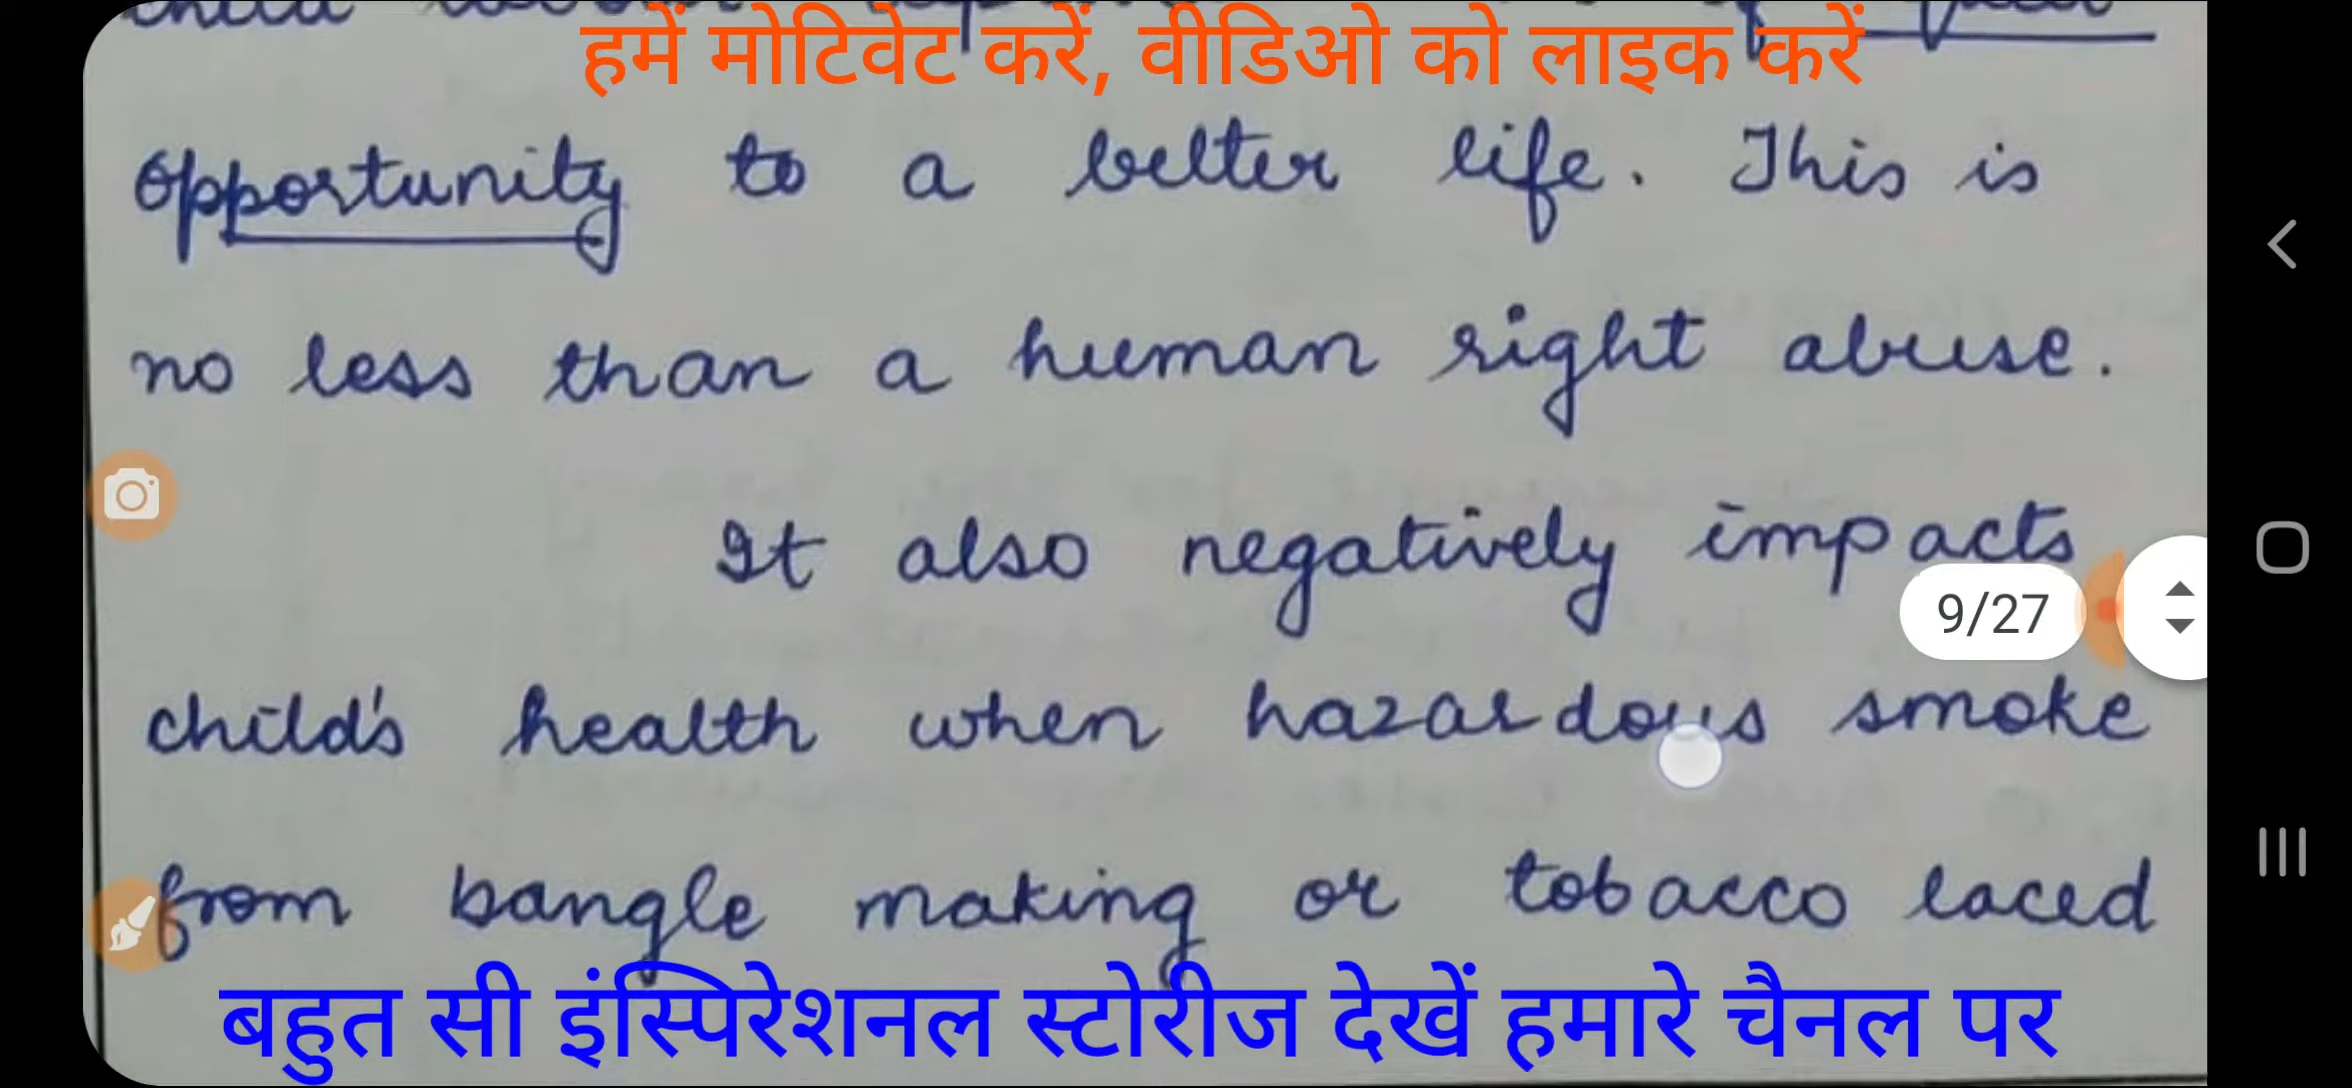 child
हमें मोटिवेट करें, वीडिओ को लाइक करें
opportunity to a better life. This is
no less than a human right abuse.
It also negatively impacts
9/27
child's health when hazardous smoke
from bangle making or tobacco laced
बहुत सी इंस्पिरेशनल स्टोरीज देखें हमारे चैनल पर